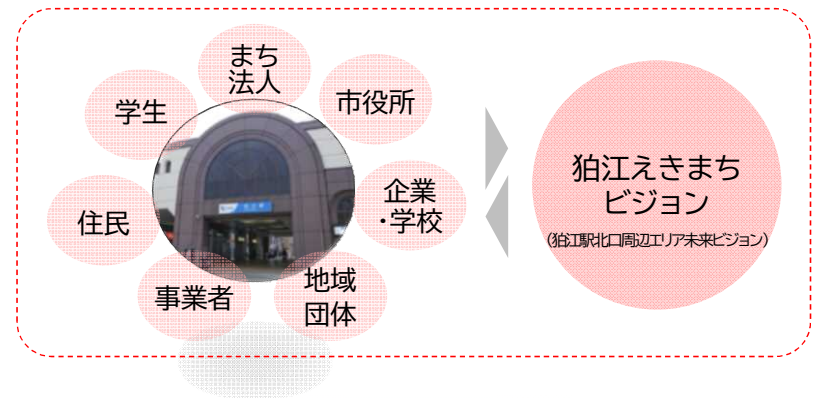 まち
法人
学生
市役所
住民
企業
・学校
事業者
地域
団体
狛江えきまち
ビジョン
(狛江駅北口周辺エリア未来ビジョン)